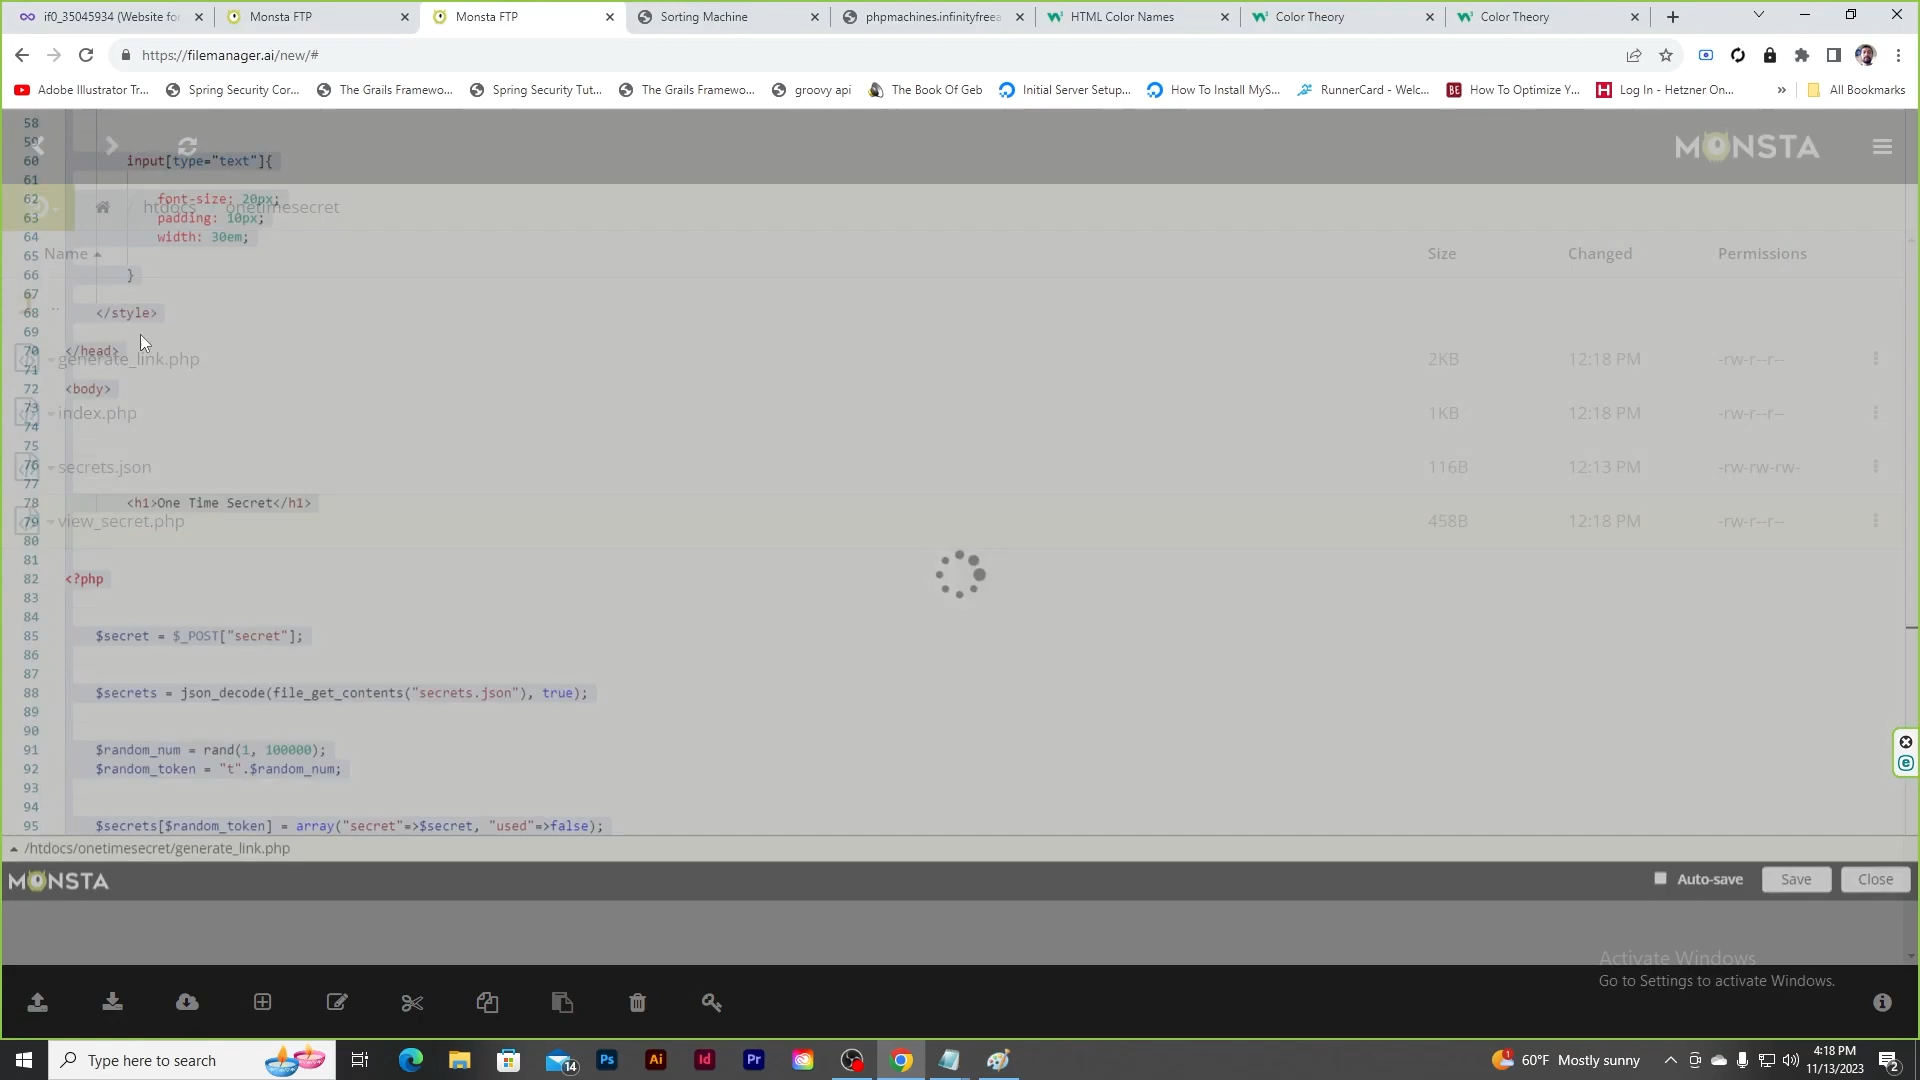 if0_35045934 (Website for
Monsta FTP
Monsta FTP
Sorting Machine
phpmachines.infinityfreea
HTML Color Names
Color Theory
Color Theory
https://filemanager.ai/new/#
Adobe Illustrator Tr...
Spring Security Cor...
The Grails Framewo...
Spring Security Tut...
The Grails Framewo...
groovy api
The Book Of Geb
Initial Server Setup...
How To Install MyS...
RunnerCard - Welc...
How To Optimize Y...
Log In - Hetzner On...
»
All Bookmarks
MONSTA
htdocs
onetimesecret
Name
Size
Changed
Permissions
..
generate_link.php
2KB
12:18 PM
-rw-r--r--
index.php
1KB
12:18 PM
-rw-r--r--
secrets.json
116B
12:13 PM
-rw-rw-rw-
view_secret.php
458B
12:18 PM
-rw-r--r--
58
59
60 input[type="text"]{
61
62 font-size: 20px;
63 padding: 10px;
64 width: 30em;
65
66 }
67
68 </style>
69
70 </head>
71
72 <body>
73
74
75
76
77
78 <h1>One Time Secret</h1>
79
80
81
82 <?php
83
84
85 $secret = $_POST["secret"];
86
87
88 $secrets = json_decode(file_get_contents("secrets.json"), true);
89
90
91 $random_num = rand(1, 100000);
92 $random_token = "t".$random_num;
93
94
95 $secrets[$random_token] = array("secret"=>$secret, "used"=>false);
/htdocs/onetimesecret/generate_link.php
MONSTA
Auto-save
Save
Close
Activate Windows
Go to Settings to activate Windows.
Type here to search
14
Ps
Ai
Id
Pr
1
60°F Mostly sunny
4:18 PM
11/13/2023
2